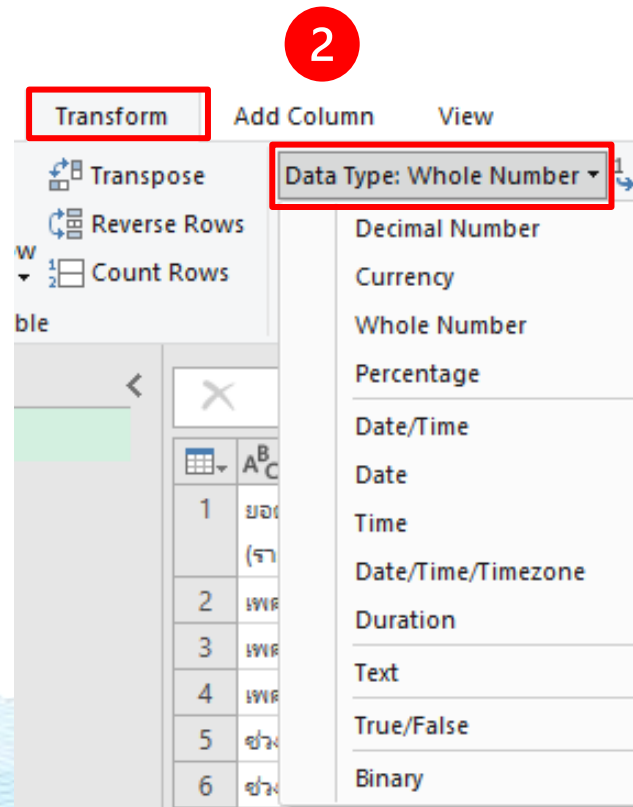 2
Transform Add Column View
Transpose Data Type: Whole Number
Reverse Rows Decimal Number
Count Rows Currency
Whole Number
Percentage
Date/Time
Date
Time
Date/Time/Timezone
Duration
Text
True/False
Binary
ABC
1
2
3
4
5
6